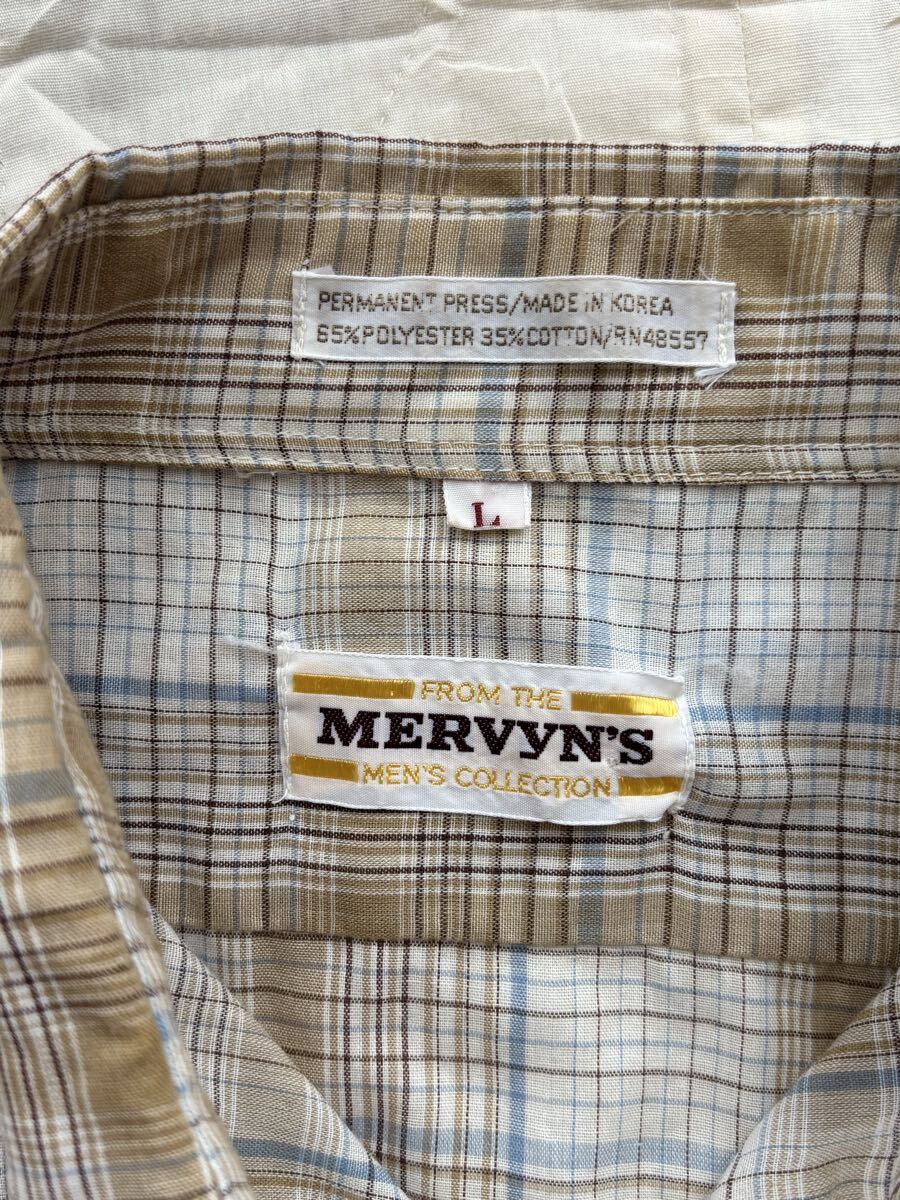 PERMANENT PRESS/MADE IN KOREA
65%POLYESTER 35%COTTON/RN48557
L
FROM THE
MERVYN'S
MEN'S COLLECTION